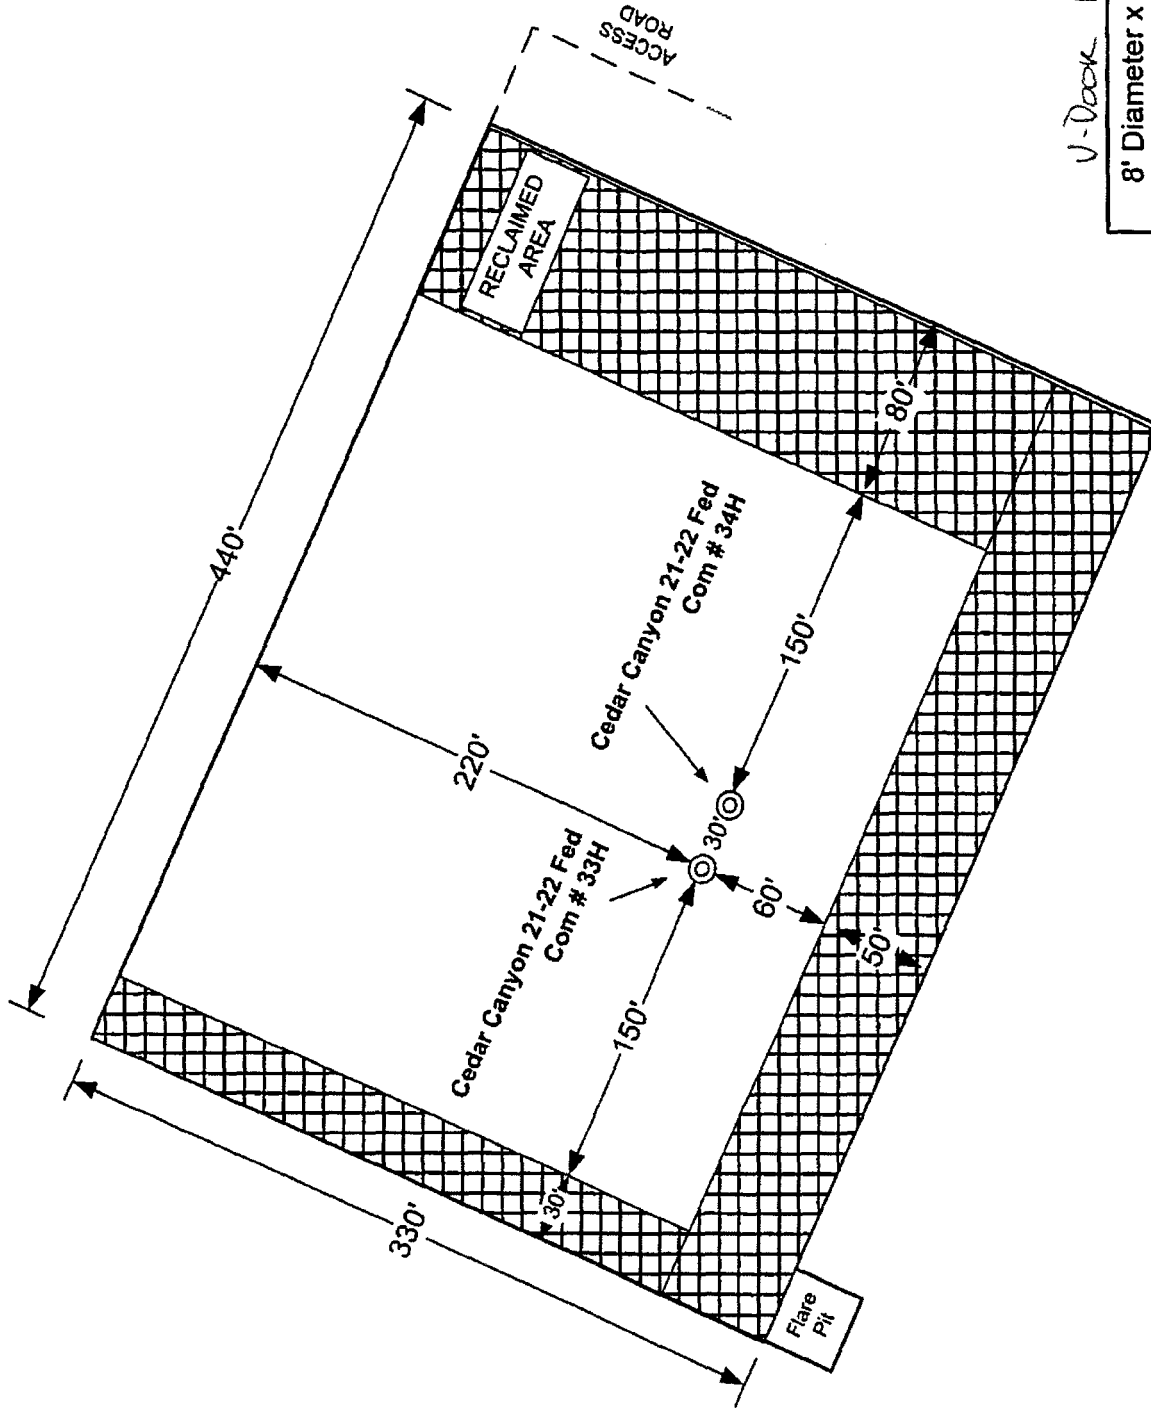 ACCESS
ROAD
V-Door
8' Diameter x
RECLAIMED
AREA
440'
80'
Cedar Canyon 21-22 Fed
Com # 34H
150'
220'
30'
Cedar Canyon 21-22 Fed
Com # 33H
60'
50'
150'
30'
330'
Flare
Pit